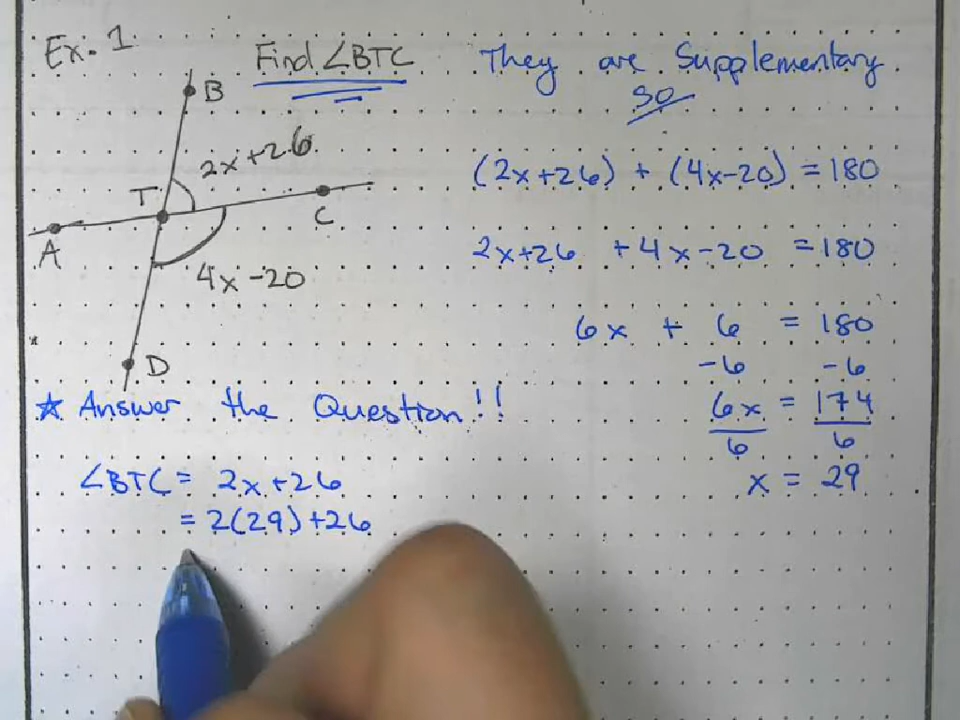 Ex. 1
Find ∠BTC
B
2x+26
T
C
A
4x-20
D
They are Supplementary
so
(2x+26) + (4x-20) = 180
2x+26 +4x-20 = 180
6x + 6 = 180
-6 -6
6x = 174
6 6
x = 29
☆ Answer the Question!!
∠BTC = 2x+26
= 2(29)+26